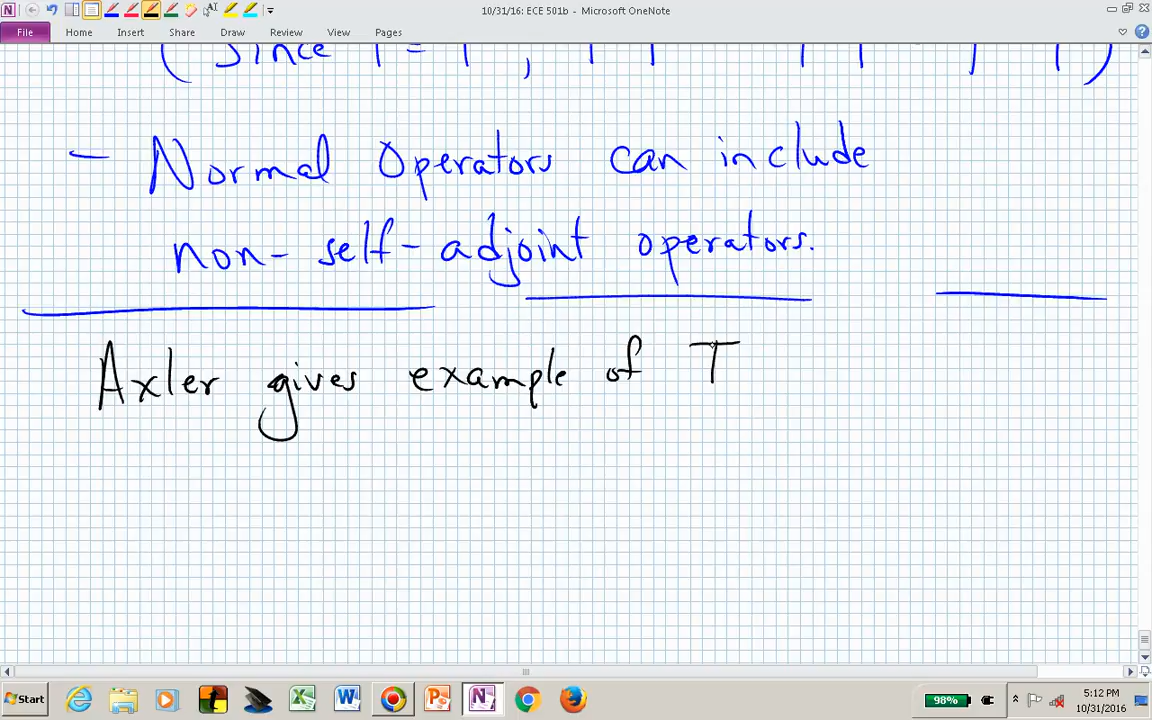 10/31/16: ECE 501b - Microsoft OneNote
File Home Insert Share Draw Review View Pages
- Normal Operators can include
non-self-adjoint operators.
Axler gives example of T
Start
98%
5:12 PM
10/31/2016